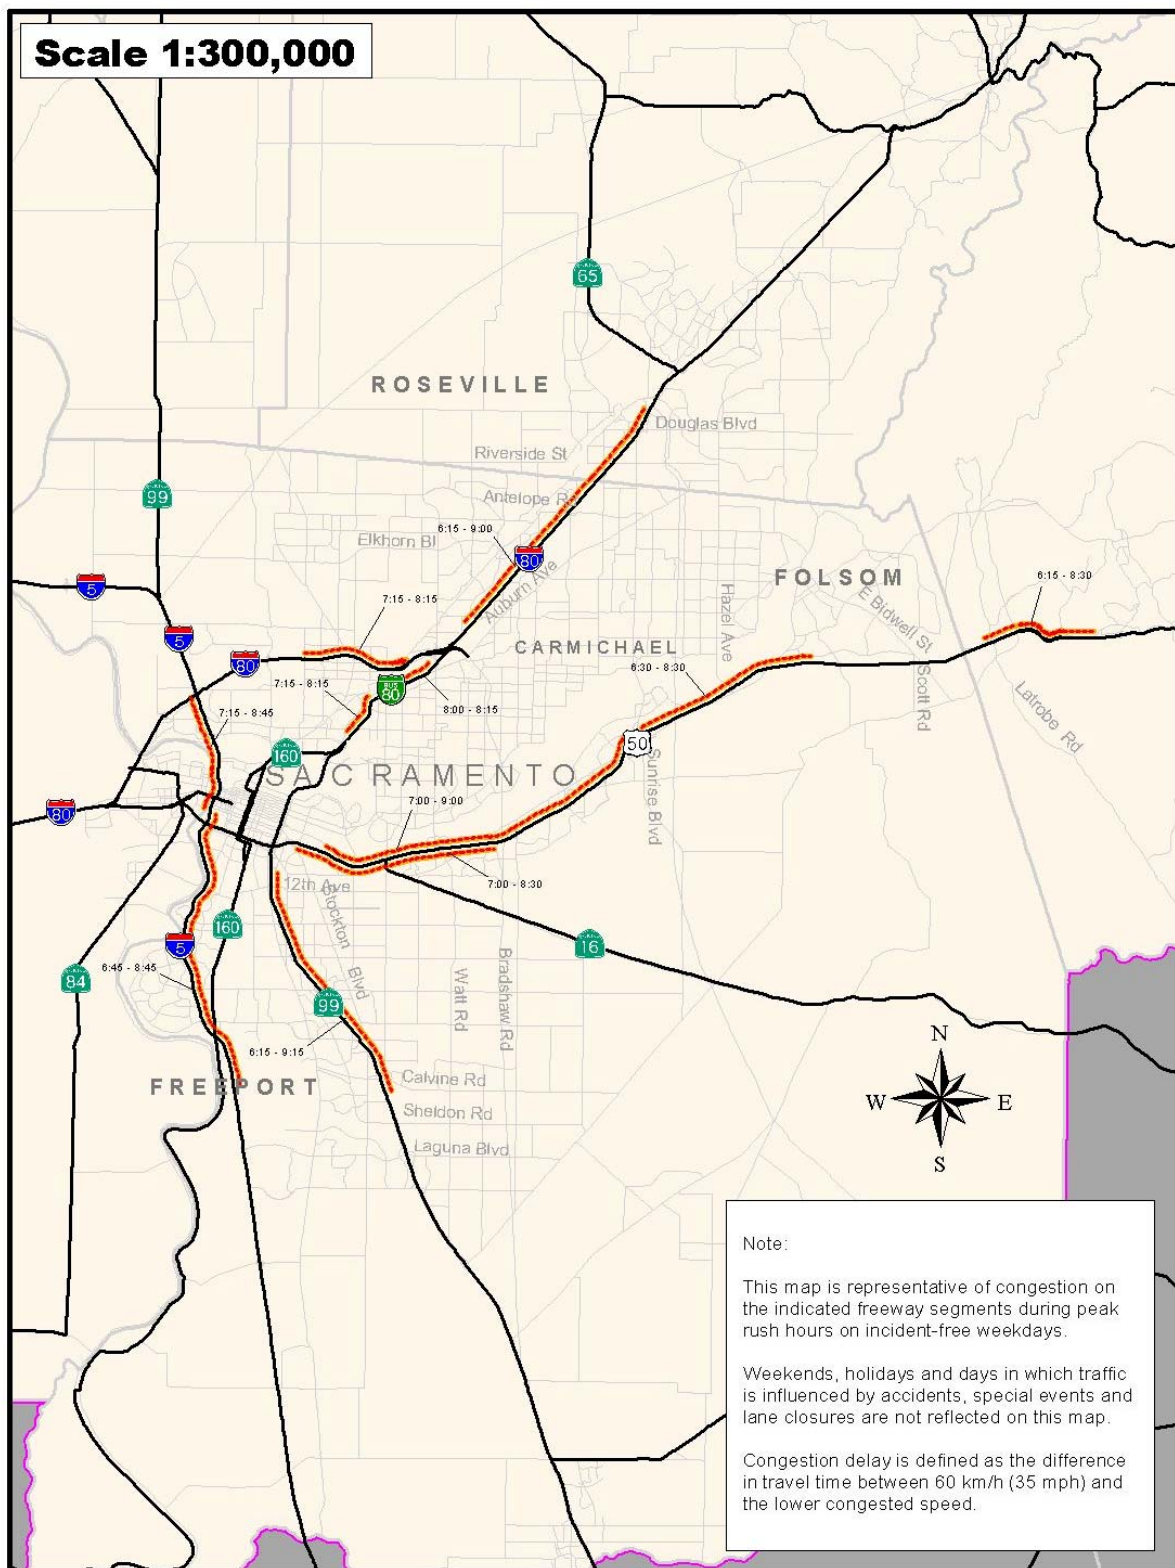 Scale 1:300,000
65
ROSEVILLE
Douglas Blvd
Riverside St
99
Antelope R
6:15 - 9:00
Elkhorn Bl
80
5
Auburn Ave
FOLSOM
6:15 - 8:30
7:15 - 8:15
Hazel Ave
E Bidwell St
5
CARMICHAEL
80
6:30 - 8:30
7:15 - 8:15
BUS
80
Scott Rd
Latrobe Rd
7:15 - 8:45
8:00 - 8:15
50
160
SACRAMENTO
Sunrise Blvd
80
7:00 - 9:00
12th Ave
7:00 - 8:30
Stockton Blvd
160
5
16
84
6:45 - 8:45
Watt Rd
Bradshaw Rd
99
6:15 - 9:15
N
FREEPORT
Calvine Rd
W
E
Sheldon Rd
Laguna Blvd
S
Note:
This map is representative of congestion on
the indicated freeway segments during peak
rush hours on incident-free weekdays.
Weekends, holidays and days in which traffic
is influenced by accidents, special events and
lane closures are not reflected on this map.
Congestion delay is defined as the difference
in travel time between 60 km/h (35 mph) and
the lower congested speed.